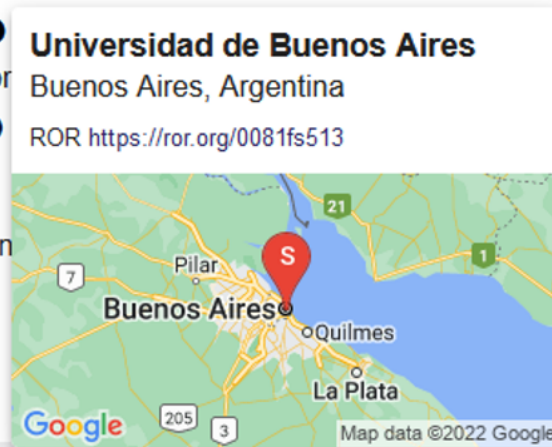 Universidad de Buenos Aires
Buenos Aires, Argentina
ROR https://ror.org/0081fs513
21
S
1
7
Pilar
Buenos Aires
Quilmes
La Plata
Google
205
3
Map data ©2022 Google